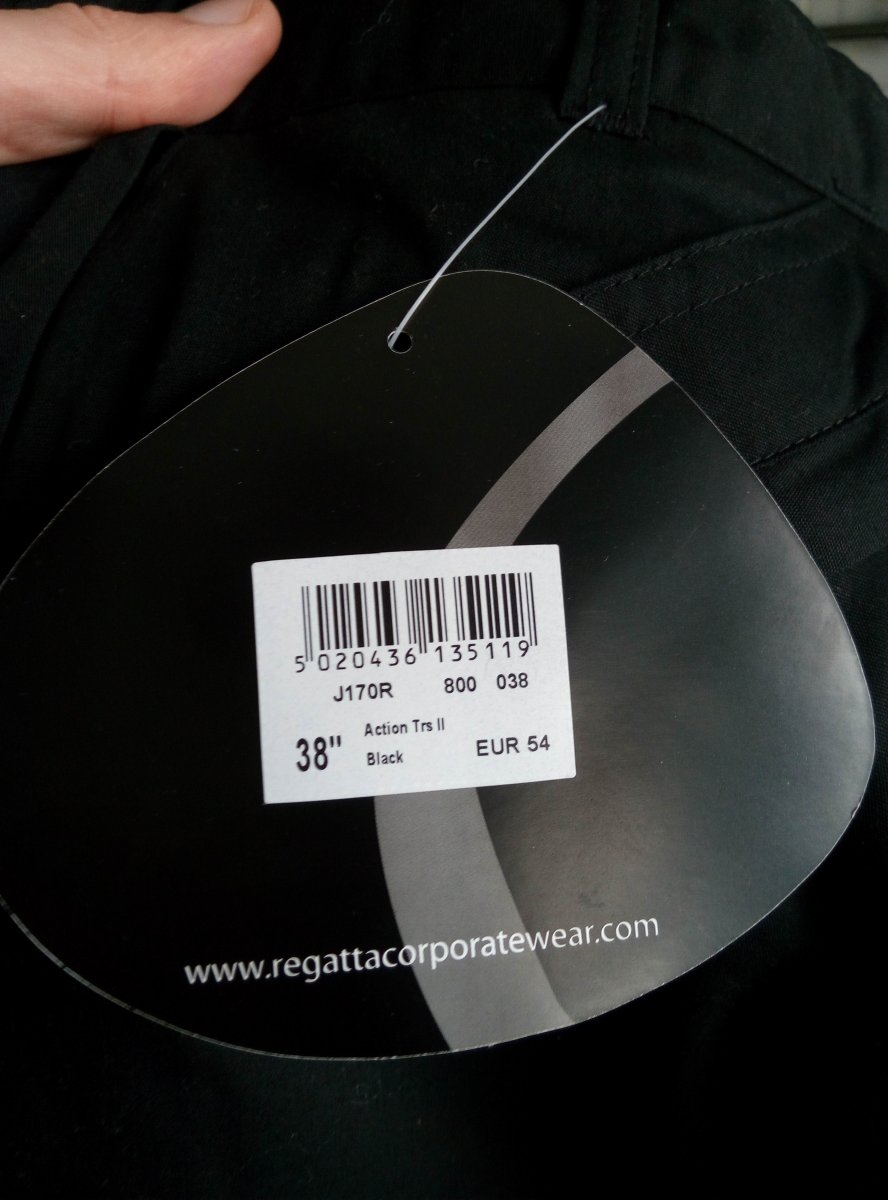 5 020436 135119
J170R 800 038
Action Trs II
38" Black EUR 54
www.regattacorporatewear.com